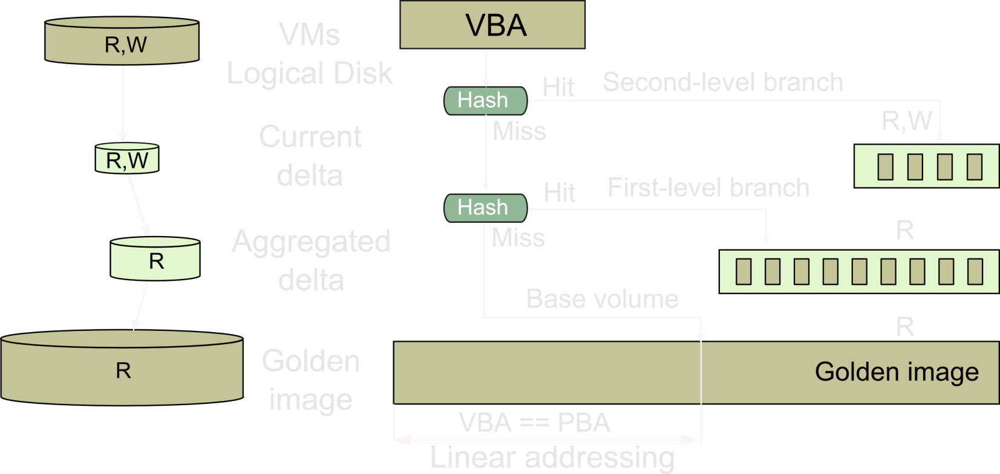 R,W
VMs
Logical Disk
R,W
Current
delta
R
Aggregated
delta
R
Golden
image
VBA
Hash
Hit
Second-level branch
Miss
R,W
Hash
Hit
First-level branch
Miss
R
Base volume
R
Golden image
VBA == PBA
Linear addressing